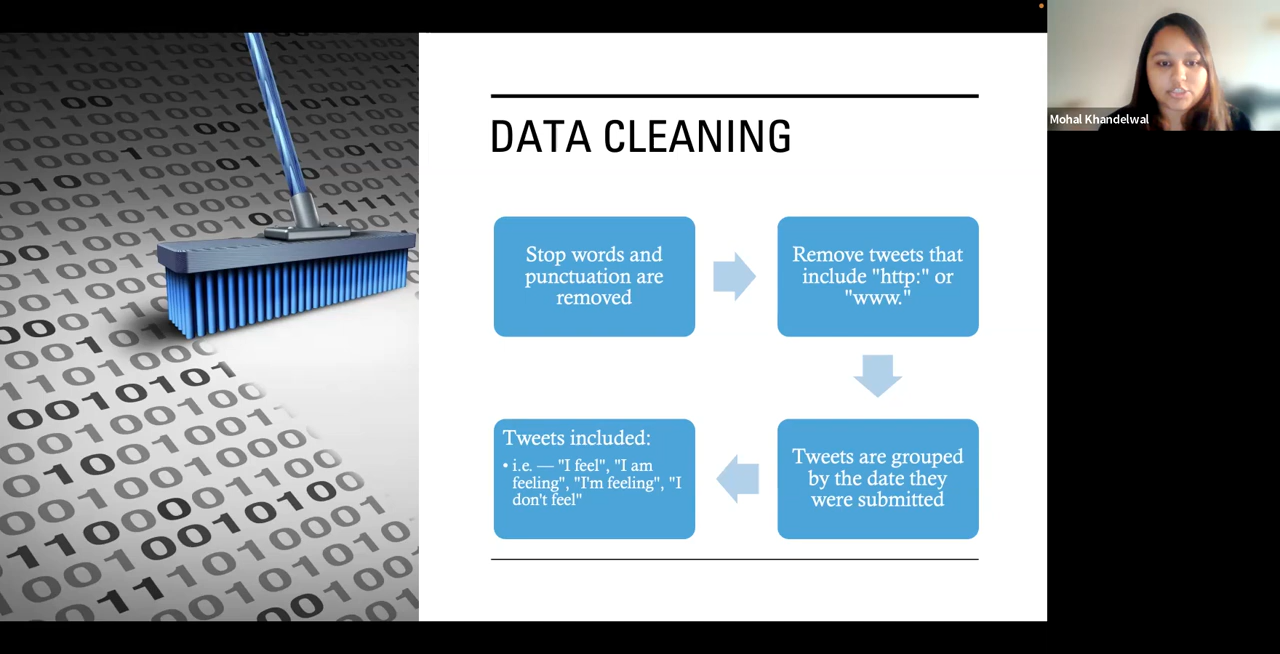 DATA CLEANING
Mohal Khandelwal
Stop words and
punctuation are
removed
Remove tweets that
include "http:" or
"www."
Tweets are grouped
by the date they
were submitted
Tweets included:
• i.e. — "I feel", "I am
feeling", "I'm feeling", "I
don't feel"